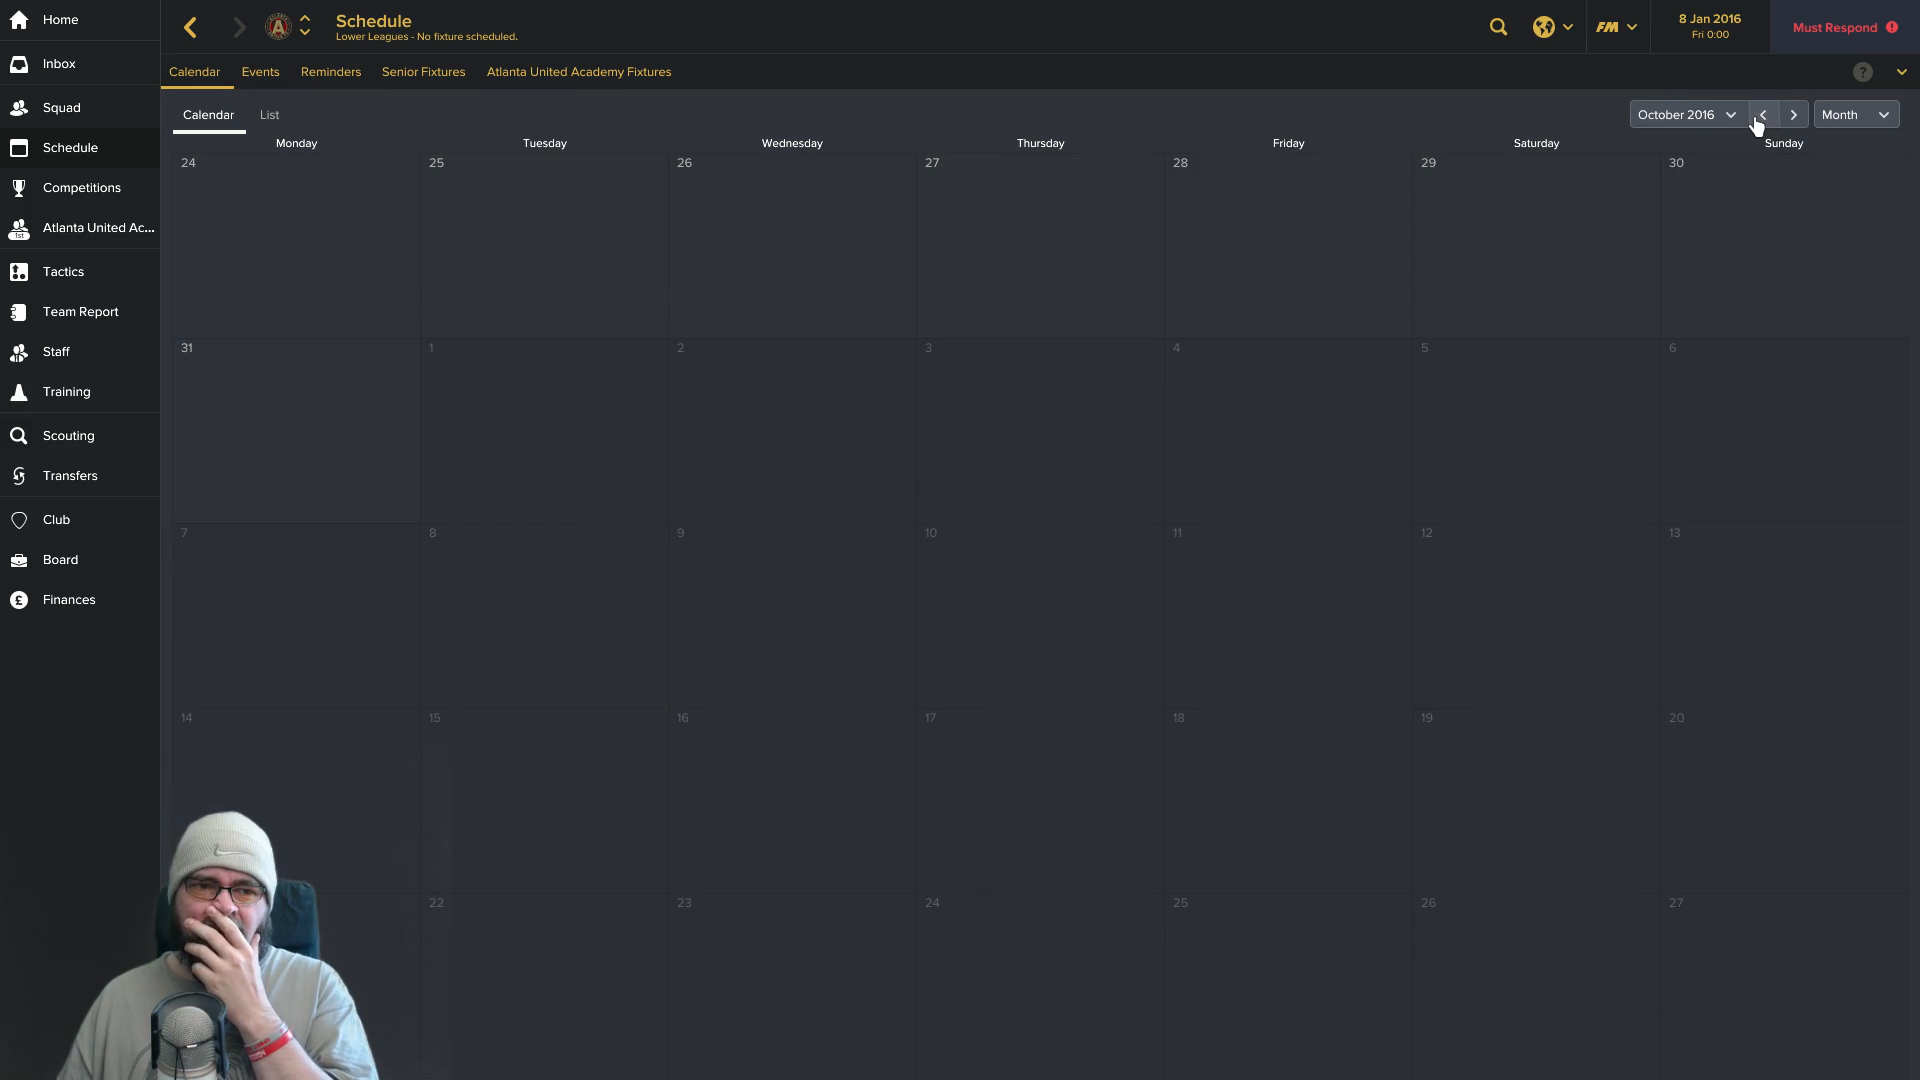 Home
Inbox
Squad
Schedule
Competitions
Atlanta United Ac...
1st
Tactics
Team Report
Staff
Training
Scouting
Transfers
Club
Board
£
Finances
A
Schedule
Lower Leagues - No fixture scheduled.
FM
8 Jan 2016
Fri 0:00
Must Respond !
Calendar Events Reminders Senior Fixtures Atlanta United Academy Fixtures
?
Calendar List
October 2016
Month
Monday Tuesday Wednesday Thursday Friday Saturday Sunday
24 25 26 27 28 29 30
31 1 2 3 4 5 6
7 8 9 10 11 12 13
14 15 16 17 18 19 20
22 23 24 25 26 27